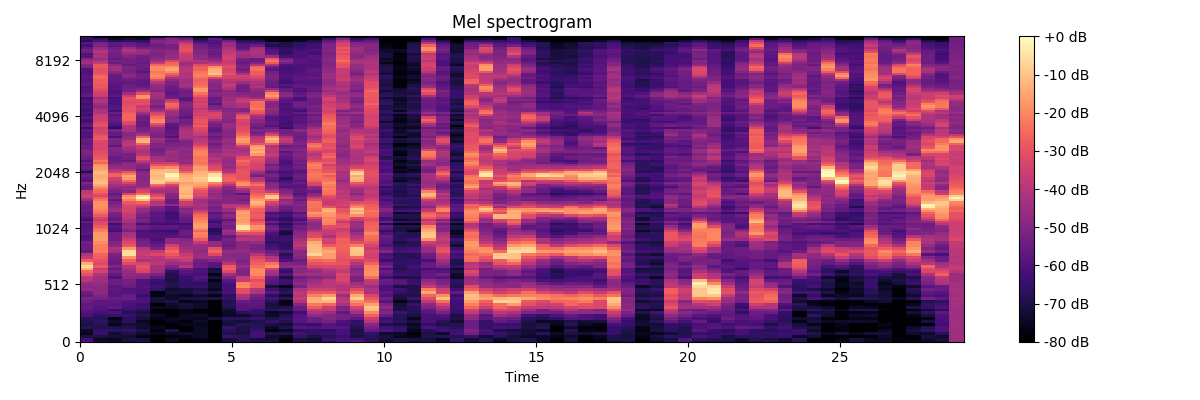 Mel spectrogram
8192
4096
2048
1024
512
0
Hz
0 5 10 15 20 25
Time
+0 dB
-10 dB
-20 dB
-30 dB
-40 dB
-50 dB
-60 dB
-70 dB
-80 dB